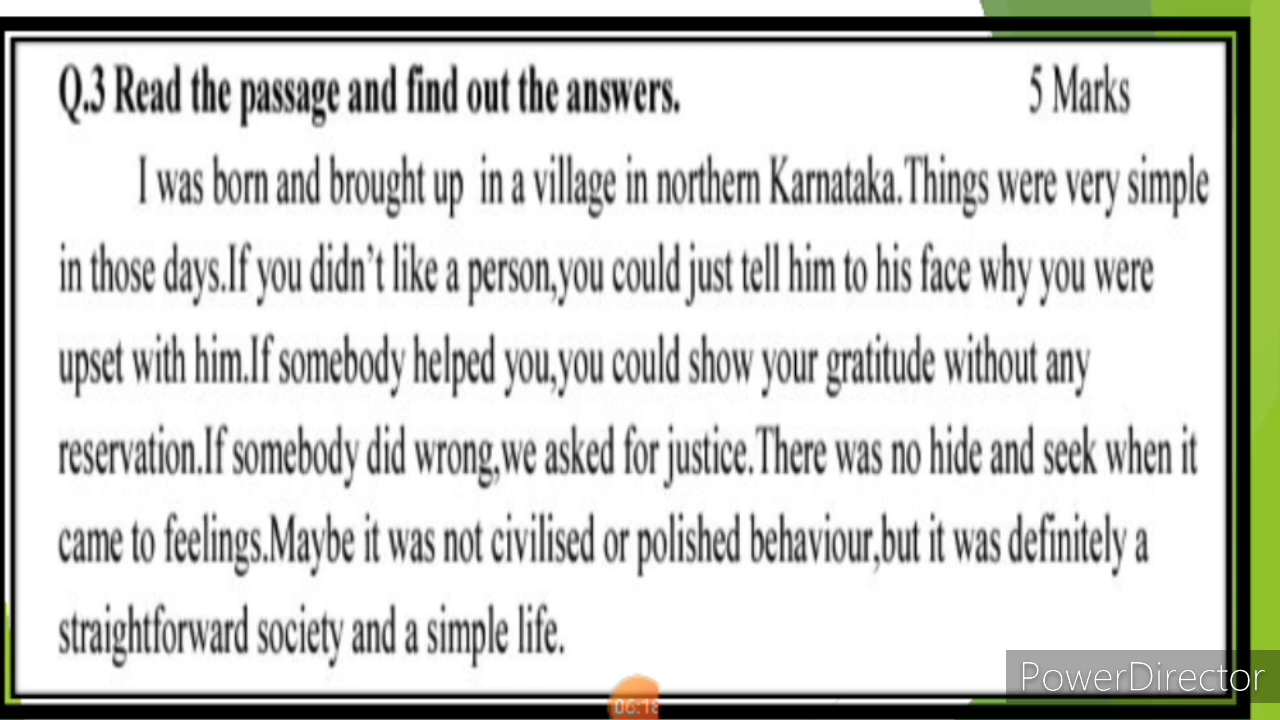 Q.3 Read the passage and find out the answers. 5 Marks
I was born and brought up in a village in northern Karnataka.Things were very simple
in those days.If you didn't like a person,you could just tell him to his face why you were
upset with him.If somebody helped you,you could show your gratitude without any
reservation.If somebody did wrong,we asked for justice.There was no hide and seek when it
came to feelings.Maybe it was not civilised or polished behaviour,but it was definitely a
straightforward society and a simple life.
PowerDirector
06:18